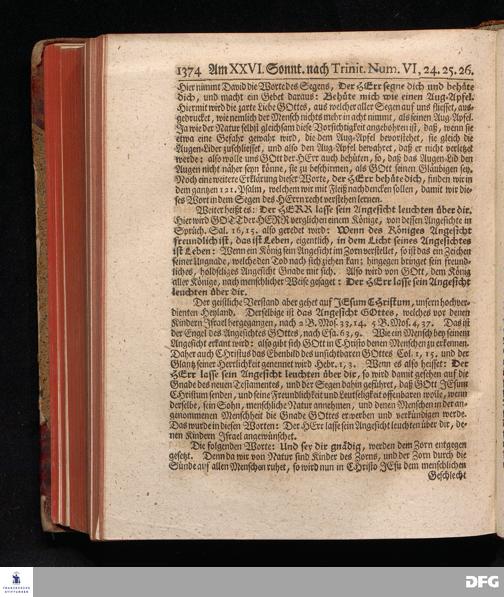 1374 Am XXVI. Sonnt. nach Trinit. Num. VI, 24. 25. 26.
Hier nimmt David die Worte des Segens, Der HErr segne dich und behüte
dich, und macht ein Gebet daraus: Behüte mich wie einen Aug-Apfel.
Hiermit wird die zarte Liebe GOttes, aus welcher aller Segen auf uns fliesset, aus-
gedrucket, wie nemlich der Mensch nichts mehr in acht nimmt, als seinen Aug-Apfel.
Ja wie der Natur selbst gleichsam diese Vorsichtigkeit angebohren ist, daß, wenn sie
etwa eine Gefahr gewahr wird, die dem Aug-Apfel bevorstehet, sie gleich die
Augen-Lider zuschliesset, und also den Aug-Apfel bewahret, daß er nicht verletzet
werde: also wolle uns GOtt der HErr auch behüten, so, daß das Augen-Lid den
Augen nicht näher seyn könne, sie zu beschirmen, als GOtt seinen Gläubigen sey.
Noch eine weitere Erklärung dieser Worte, der HErr behüte dich, finden wir in
dem gantzen 121. Psalm, welchem wir mit Fleiß nachdencken sollen, damit wir die-
ses Wort in dem Segen des HErrn recht verstehen lernen.
Weiter heißt es: Der HERR lasse sein Angesicht leuchten über dir.
Hier wird GOTT der HERR verglichen einem Könige, von dessen Angesichte in
Sprüch. Sal. 16, 15. also geredet wird: Wenn des Königes Angesicht
freundlich ist, das ist Leben, eigentlich, in dem Licht seines Angesichtes
ist Leben: Wenn ein König sein Angesicht im Zorn verstellet, so ist das ein Zeichen
seiner Ungnade, welche den Tod nach sich ziehen kan; hingegen bringet sein freund-
liches, holdseliges Angesicht Gnade mit sich. Also wird von GOtt, dem König
aller Könige, nach menschlicher Weise gesaget: Der HErr lasse sein Angesicht
leuchten über dir.
Der geistliche Verstand aber gehet auf JEsum CHristum, unsern hochver-
dienten Heyland. Derselbige ist das Angesicht GOttes, welches vor denen
Kindern Israel hergegangen, nach 2 B. Mos. 33, 14. 5 B. Mos. 4, 37. Das ist
der Engel des Angesichtes GOttes, nach Esa. 63, 9. Wie ein Mensch bey seinem
Angesicht erkant wird: also gibt sich GOtt in CHristo denen Menschen zu erkennen.
Daher auch CHristus das Ebenbild des unsichtbaren GOttes Col. 1, 15. und der
Glantz seiner Herrlichkeit genennet wird Hebr. 1, 3. Wenn es also heisset: Der
HErr lasse sein Angesicht leuchten über dir, so wird damit gesehen auf die
Gnade des neuen Testamentes, und der Segen dahin geführet, daß GOtt JEsum
CHristum senden, und seine Freundlichkeit und Leutseligkeit offenbaren wolle, wenn
derselbe, sein Sohn, menschliche Natur annehmen, und denen Menschen in der an-
genommenen Menschheit die Gnade GOttes erwerben und verkündigen werde.
Das wurde in diesen Worten: Der HErr lasse sein Angesicht leuchten über dir, de-
nen Kindern Israel angewünschet.
Die folgenden Worte: Und sey dir gnädig, werden dem Zorn entgegen
gesetzt. Denn da wir von Natur sind Kinder des Zorns, und der Zorn durch die
Sünde auf allen Menschen ruhet, so wird nun in CHristo JEsu dem menschlichen
Geschlecht
FRANCKESCHE
STIFTUNGEN
DFG